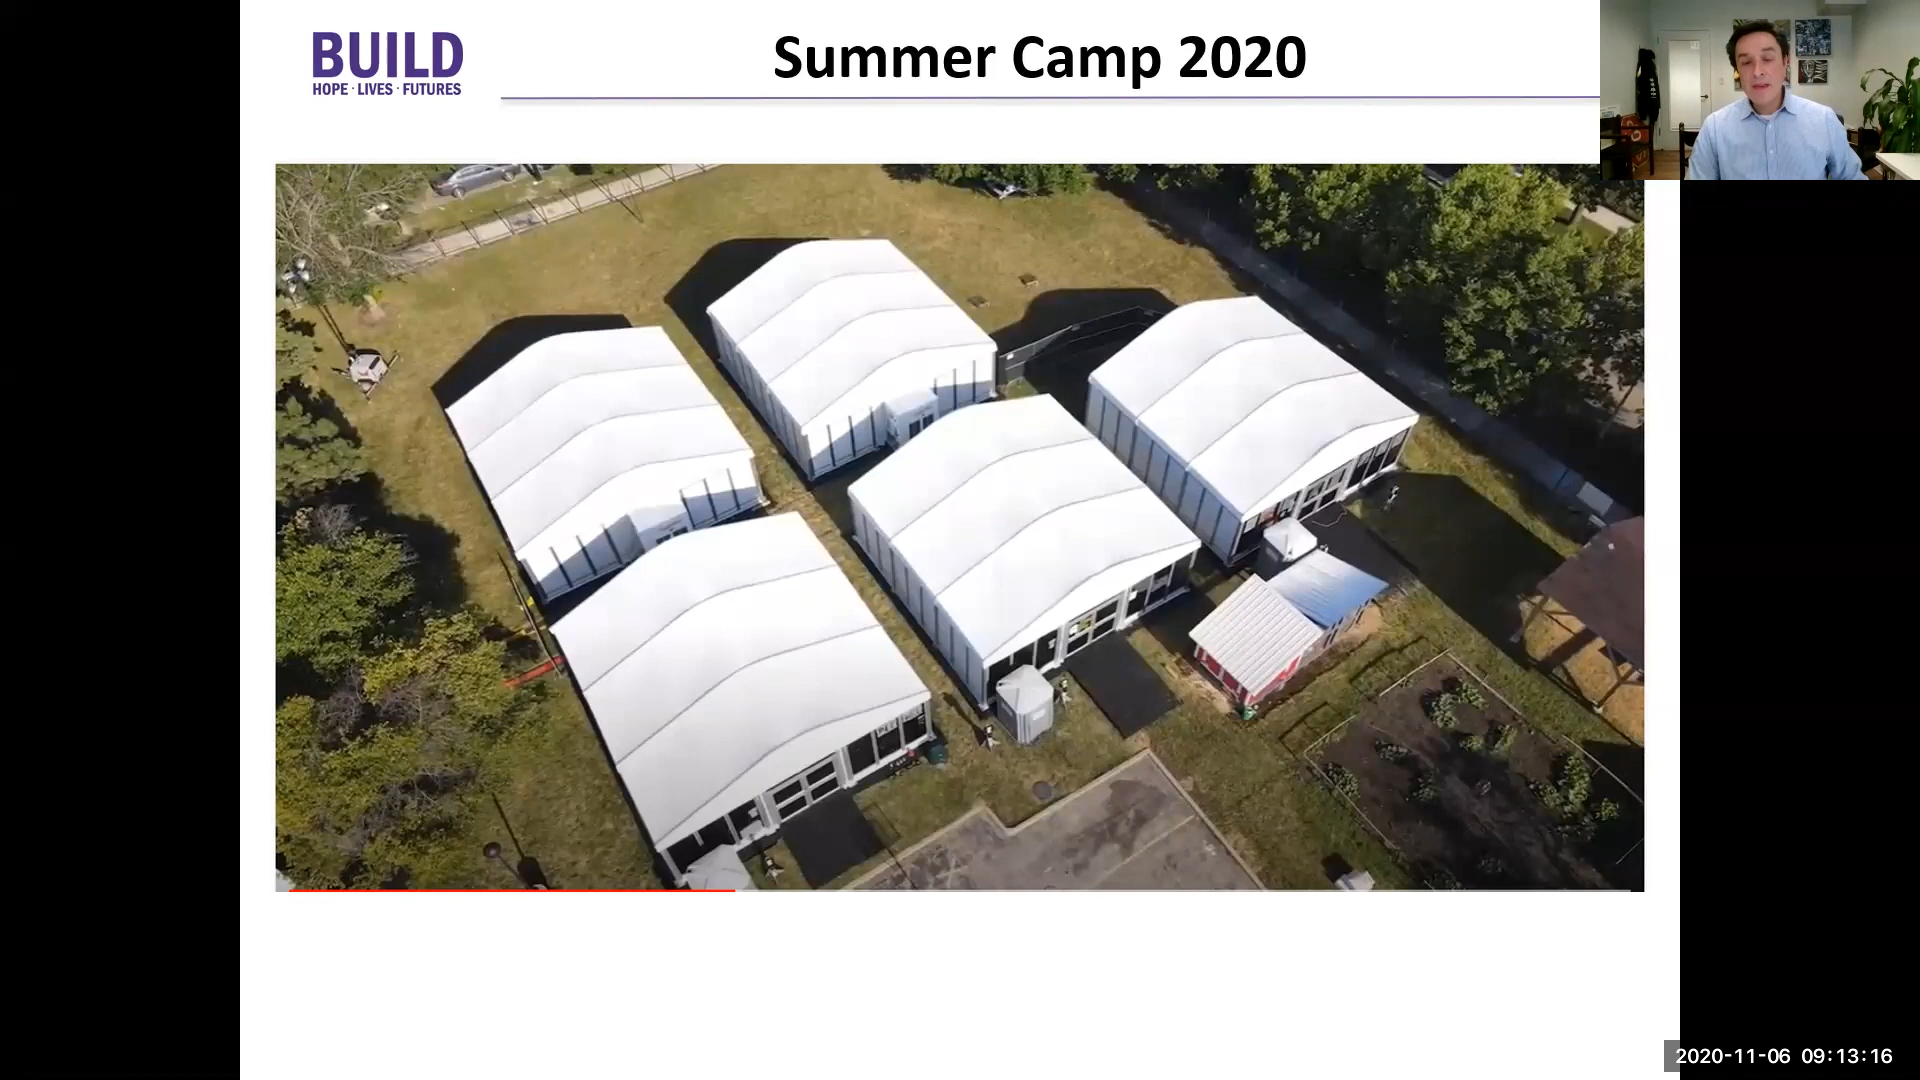 BUILD
HOPE · LIVES · FUTURES
Summer Camp 2020
2020-11-06 09:13:16